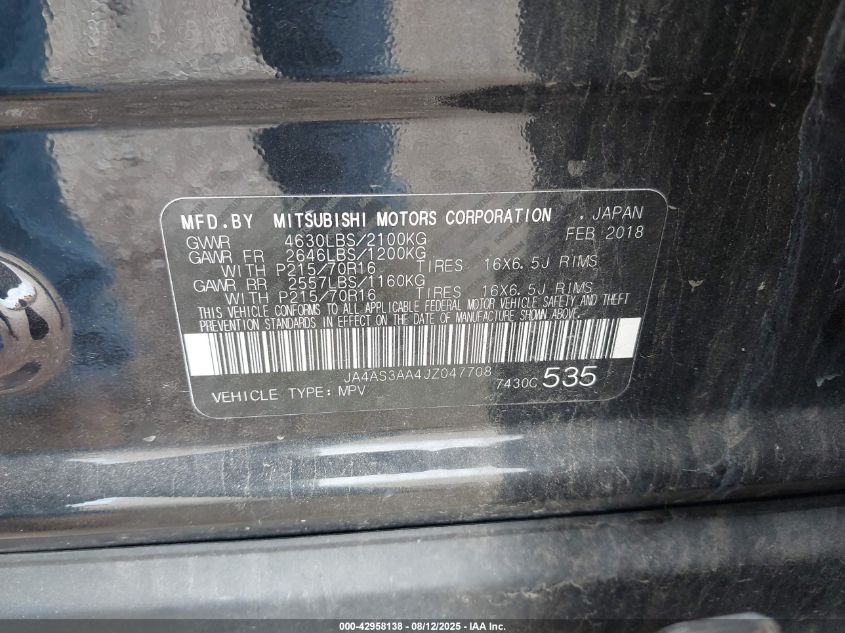 MFD.BY MITSUBISHI MOTORS CORPORATION , JAPAN
GVWR 4630LBS/2100KG FEB 2018
GAWR FR 2646LBS/1200KG
WITH P215/70R16 TIRES 16X6.5J RIMS
GAWR RR 2557LBS/1160KG
WITH P215/70R16 TIRES 16X6.5J RIMS
THIS VEHICLE CONFORMS TO ALL APPLICABLE FEDERAL MOTOR VEHICLE SAFETY AND THEFT
PREVENTION STANDARDS IN EFFECT ON THE DATE OF MANUFACTURE SHOWN ABOVE.
JA4AS3AA4JZ047708
VEHICLE TYPE: MPV 7430C 535
000-42958138 - 08/12/2025 - IAA Inc.